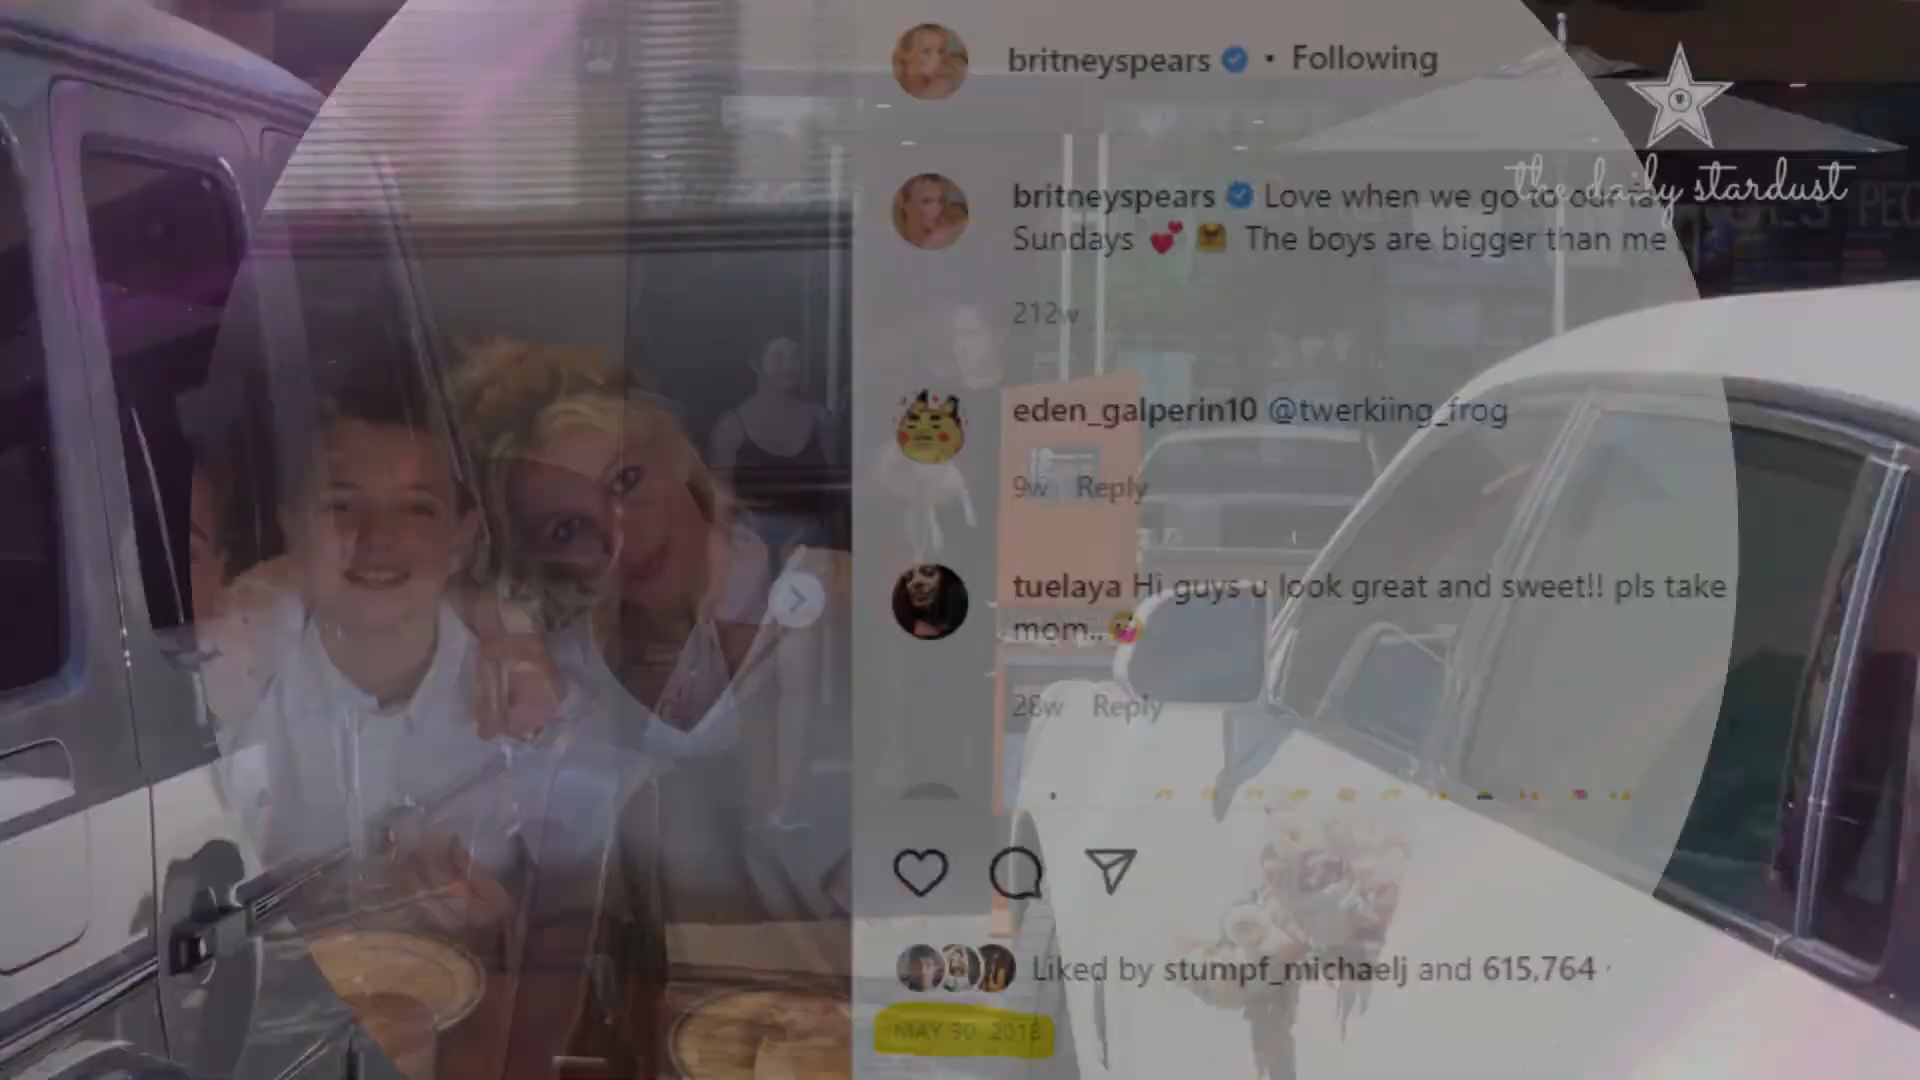 britneyspears • Following
the daily stardust
britneyspears Love when we go to our
Sundays The boys are bigger than me
212w
eden_galperin10 @twerkiing_frog
9w Reply
tuelaya Hi guys u look great and sweet!! pls take
mom..
28w Reply
Liked by stumpf_michaelj and 615,764
MAY 30, 2018